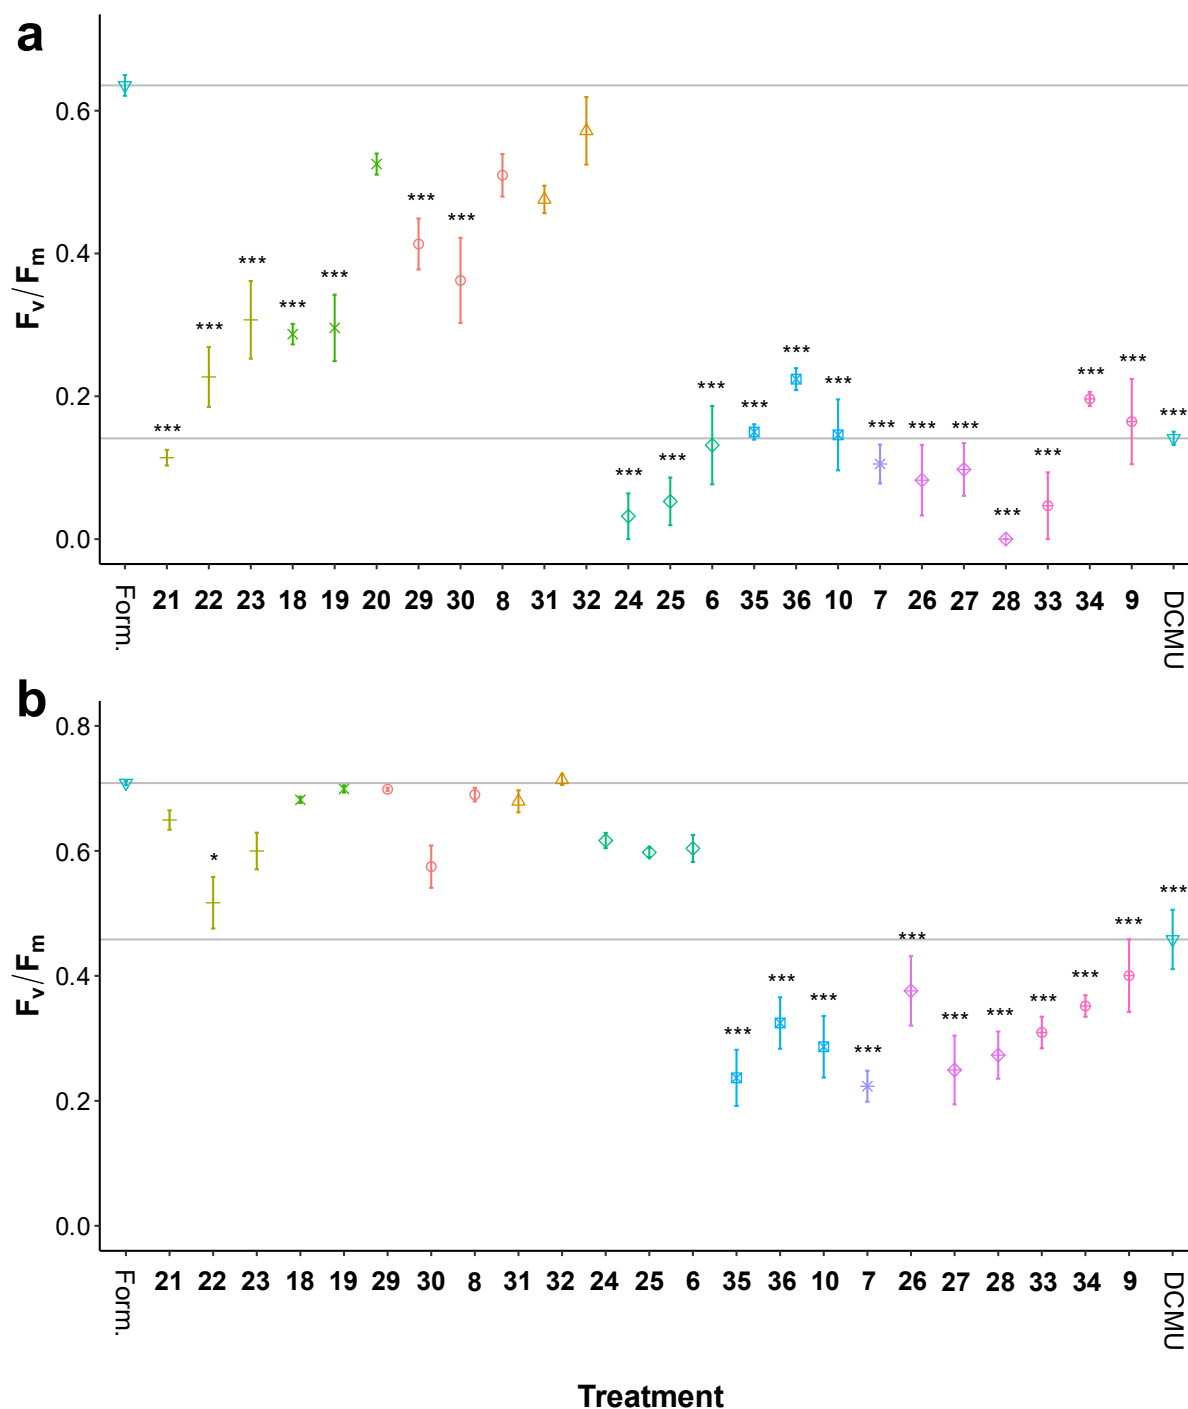 a
0.6
0.4
0.2
0.0
Fv/Fm
*** *** *** *** *** *** *** *** *** *** *** *** *** *** *** *** *** *** *** *** ***
Form. 21 22 23 18 19 20 29 30 8 31 32 24 25 6 35 36 10 7 26 27 28 33 34 9 DCMU
b
0.8
0.6
0.4
0.2
0.0
Fv/Fm
* *** *** *** *** *** *** *** *** *** *** ***
Form. 21 22 23 18 19 29 30 8 31 32 24 25 6 35 36 10 7 26 27 28 33 34 9 DCMU
Treatment